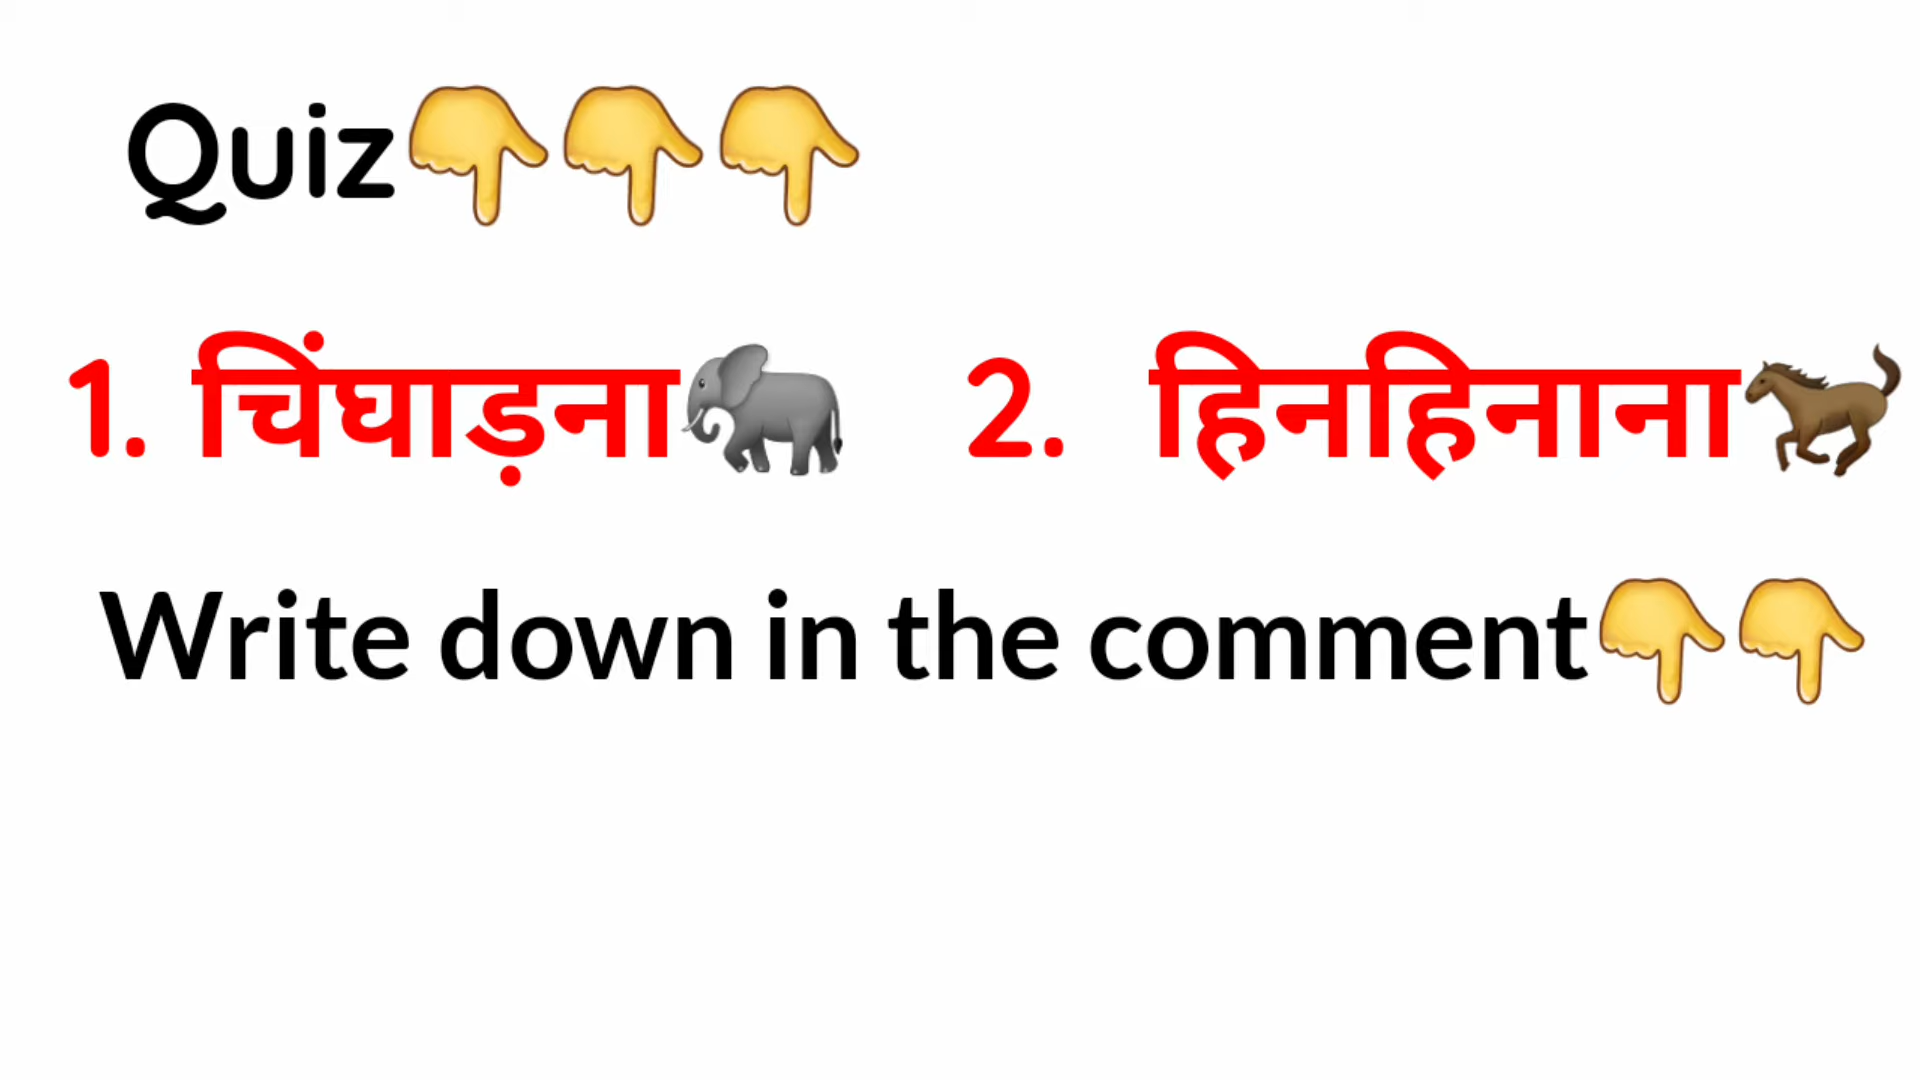 Quiz👇👇👇
1. चिंघाड़ना🐘 2. हिनहिनाना🐎
Write down in the comment👇👇